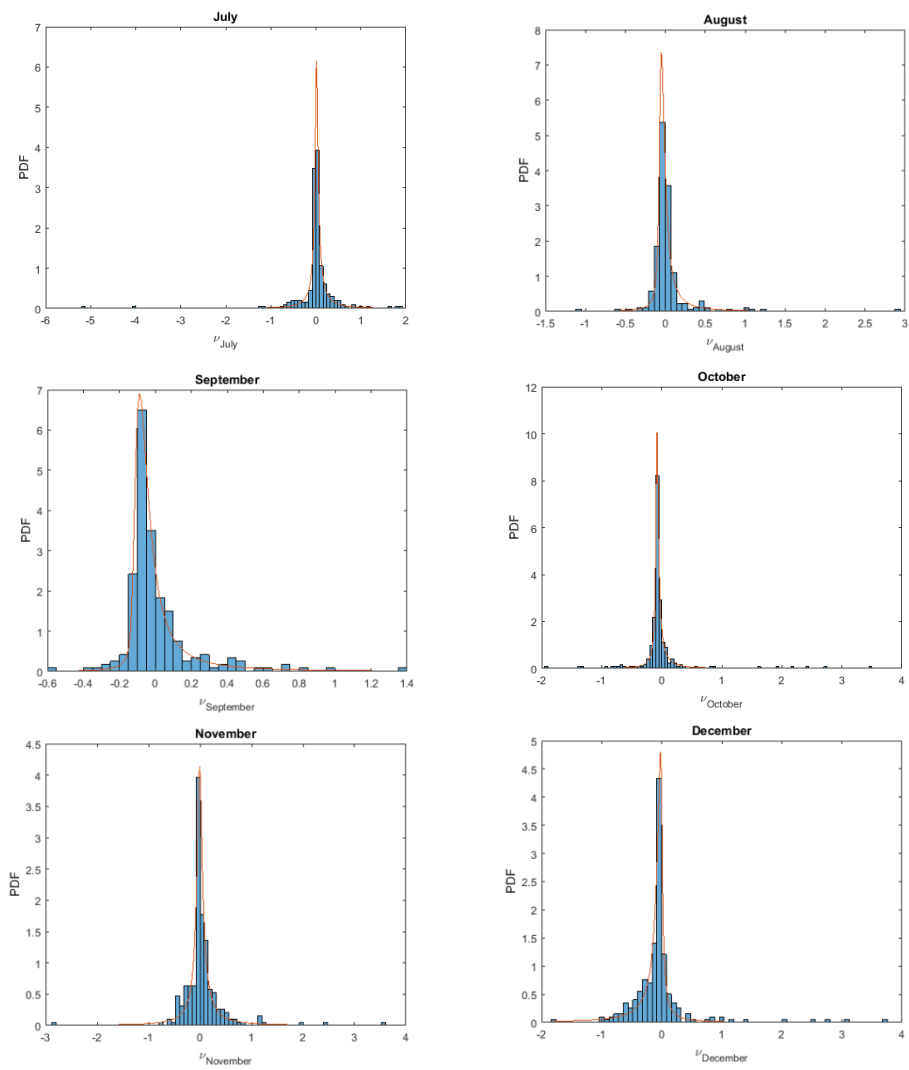 July
7
6
5
4
3
2
1
0
PDF
-6 -5 -4 -3 -2 -1 0 1 2
νJuly
August
8
7
6
5
4
3
2
1
0
PDF
-1.5 -1 -0.5 0 0.5 1 1.5 2 2.5 3
νAugust
September
7
6
5
4
3
2
1
0
PDF
-0.6 -0.4 -0.2 0 0.2 0.4 0.6 0.8 1 1.2 1.4
νSeptember
October
12
10
8
6
4
2
0
PDF
-2 -1 0 1 2 3 4
νOctober
November
4.5
4
3.5
3
2.5
2
1.5
1
0.5
0
PDF
-3 -2 -1 0 1 2 3 4
νNovember
December
5
4.5
4
3.5
3
2.5
2
1.5
1
0.5
0
PDF
-2 -1 0 1 2 3 4
νDecember